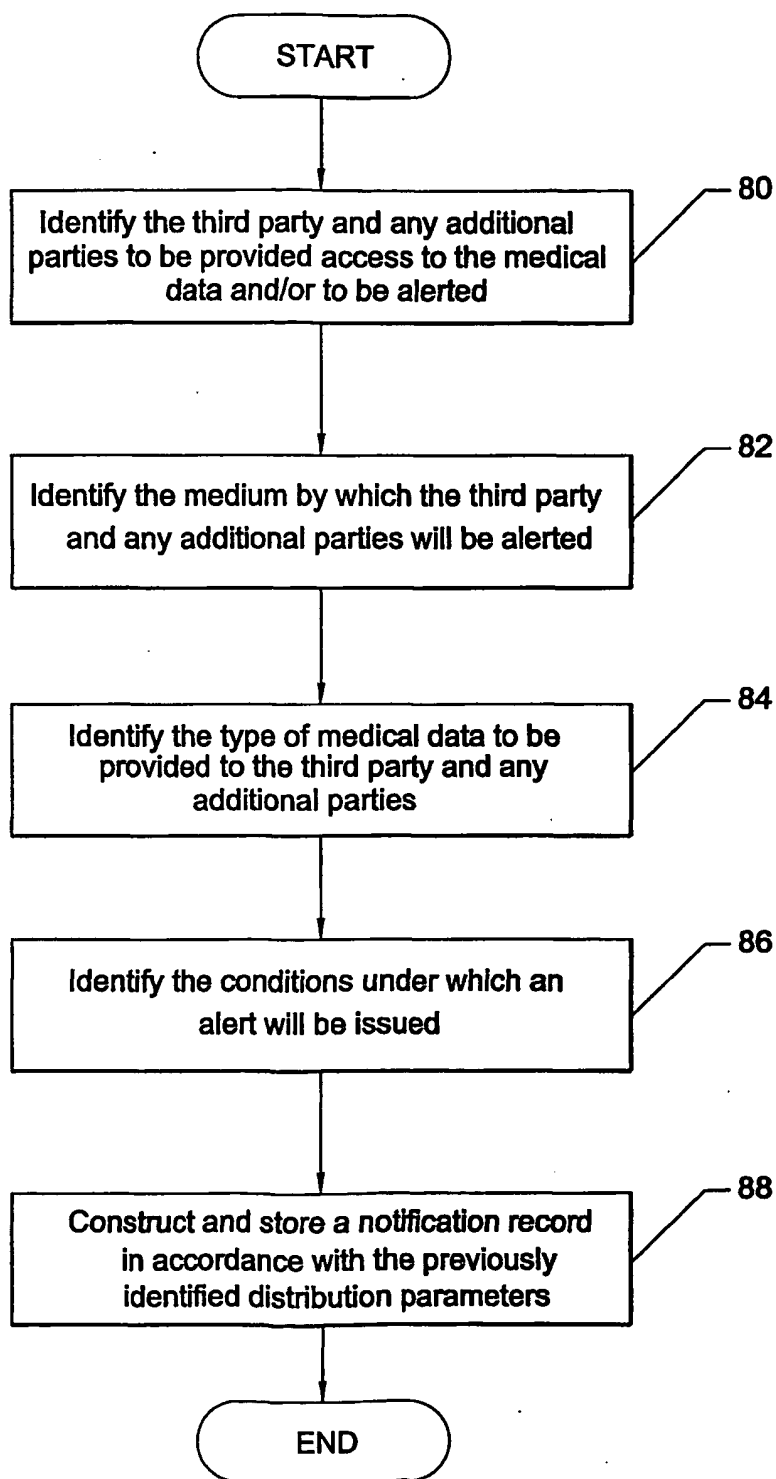 START
80
Identify the third party and any additional
parties to be provided access to the medical
data and/or to be alerted
82
Identify the medium by which the third party
and any additional parties will be alerted
84
Identify the type of medical data to be
provided to the third party and any
additional parties
86
Identify the conditions under which an
alert will be issued
88
Construct and store a notification record
in accordance with the previously
identified distribution parameters
END